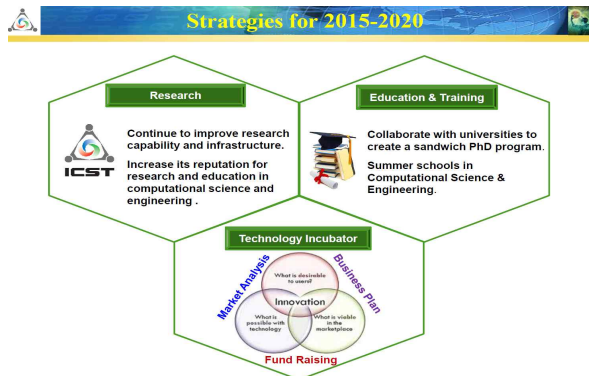 Strategies for 2015-2020
Research
ICST
Continue to improve research
capability and infrastructure.
Increase its reputation for
research and education in
computational science and
engineering .
Education & Training
Collaborate with universities to
create a sandwich PhD program.
Summer schools in
Computational Science &
Engineering.
Technology Incubator
Market Analysis
Business Plan
What is desirable
to users?
Innovation
What is
possible with
technology
What is viable
in the
marketplace
Fund Raising